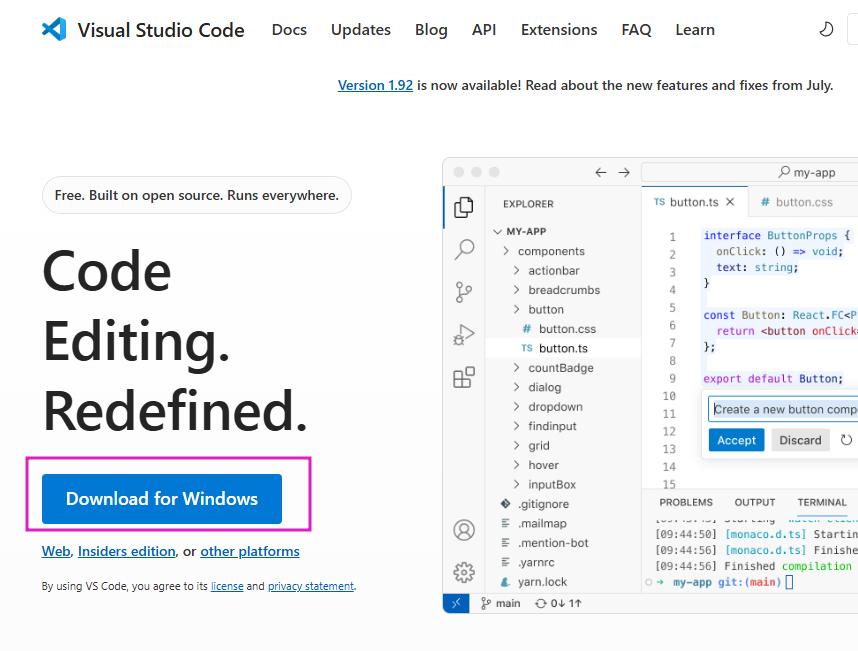 Visual Studio Code Docs Updates Blog API Extensions FAQ Learn
Version 1.92 is now available! Read about the new features and fixes from July.
Free. Built on open source. Runs everywhere.
Code
Editing.
Redefined.
Download for Windows
Web, Insiders edition, or other platforms
By using VS Code, you agree to its license and privacy statement.
my-app
EXPLORER
MY-APP
components
actionbar
breadcrumbs
button
# button.css
TS button.ts
countBadge
dialog
dropdown
findinput
grid
hover
inputBox
.gitignore
.mailmap
.mention-bot
.yarnrc
yarn.lock
TS button.ts # button.css
1 interface ButtonProps {
2 onClick: () => void;
3 text: string;
4 }
5
6 const Button: React.FC<P
7 return <button onClick=
8 };
9
10 export default Button;
11
12
13
14
15
Create a new button compo
Accept Discard
PROBLEMS OUTPUT TERMINAL
[09:44:50] [monaco.d.ts] Startin
[09:44:56] [monaco.d.ts] Finishe
[09:44:56] Finished compilation
→ my-app git:(main)
main 0↓ 1↑